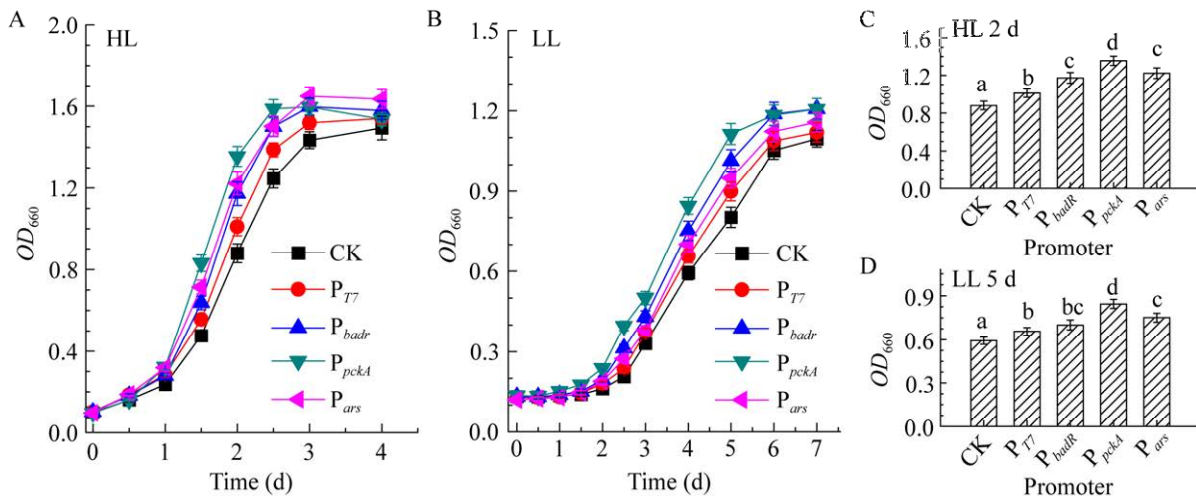 A
HL
OD660
2.0
1.6
1.2
0.8
0.4
0.0
0 1 2 3 4
Time (d)
CK
PT7
Pbadr
PpckA
Pars
B
LL
OD660
1.5
1.2
0.9
0.6
0.3
0.0
0 1 2 3 4 5 6 7
Time (d)
CK
PT7
Pbadr
PpckA
Pars
C
HL 2 d
OD660
1.6
1.2
0.8
0.4
0.0
a b c d c
CK PT7 PbadR PpckA Pars
Promoter
D
LL 5 d
OD660
0.9
0.6
0.3
0.0
a b bc d c
CK PT7 PbadR PpckA Pars
Promoter